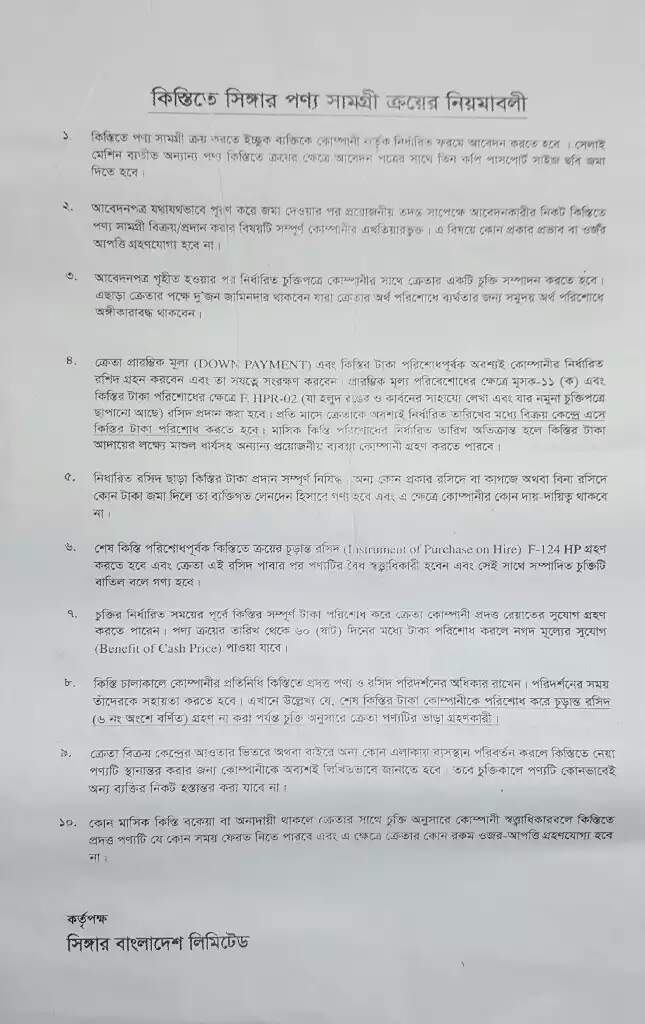 কিস্তিতে সিঙ্গার পণ্য সামগ্রী ক্রয়ের নিয়মাবলী
১. কিস্তিতে পণ্য সামগ্রী ক্রয় করতে ইচ্ছুক ব্যক্তিকে কোম্পানী কর্তৃক নির্ধারিত ফরমে আবেদন করতে হবে । সেলাই
মেশিন ব্যতীত অন্যান্য পণ্য কিস্তিতে ক্রয়ের ক্ষেত্রে আবেদন পত্রের সাথে তিন কপি পাসপোর্ট সাইজ ছবি জমা
দিতে হবে ।
২. আবেদনপত্র যথাযথভাবে পূরণ করে জমা দেওয়ার পর প্রয়োজনীয় তদন্ত সাপেক্ষে আবেদনকারীর নিকট কিস্তিতে
পণ্য সামগ্রী বিক্রয়/প্রদান করার বিষয়টি সম্পূর্ণ কোম্পানীর এখতিয়ারভুক্ত । এ বিষয়ে কোন প্রকার প্রভাব বা ওজর
আপত্তি গ্রহণযোগ্য হবে না ।
৩. আবেদনপত্র গৃহীত হওয়ার পর নির্ধারিত চুক্তিপত্রে কোম্পানীর সাথে ক্রেতার একটি চুক্তি সম্পাদন করতে হবে ।
এছাড়া ক্রেতার পক্ষে দু'জন জামিনদার থাকবেন যারা ক্রেতার অর্থ পরিশোধে ব্যর্থতার জন্য সমুদয় অর্থ পরিশোধে
অঙ্গীকারাবদ্ধ থাকবেন ।
৪. ক্রেতা প্রারম্ভিক মূল্য (DOWN PAYMENT) এবং কিস্তির টাকা পরিশোধপূর্বক অবশ্যই কোম্পানীর নির্ধারিত
রশিদ গ্রহন করবেন এবং তা সযত্নে সংরক্ষণ করবেন প্রারম্ভিক মূল্য পরিবেশোধের ক্ষেত্রে মূসক-১১ (ক) এবং
কিস্তির টাকা পরিশোধের ক্ষেত্রে F. HPR-02 (যা হলুদ রঙের ও কার্বনের সাহায্যে লেখা এবং যার নমুনা চুক্তিপত্রে
ছাপানো আছে) রসিদ প্রদান করা হবে । প্রতি মাসে ক্রেতাকে অবশ্যই নির্ধারিত তারিখের মধ্যে বিক্রয় কেন্দ্রে এসে
কিস্তির টাকা পরিশোধ করতে হবে । মাসিক কিস্তি পরিশোধের নির্ধারিত তারিখ অতিক্রান্ত হলে কিস্তির টাকা
আদায়ের লক্ষ্যে মাশুল ধার্যসহ অন্যান্য প্রয়োজনীয় ব্যবস্থা কোম্পানী গ্রহণ করতে পারবে ।
৫. নির্ধারিত রসিদ ছাড়া কিস্তির টাকা প্রদান সম্পূর্ণ নিষিদ্ধ অন্য কোন প্রকার রসিদে বা কাগজে অথবা বিনা রসিদে
কোন টাকা জমা দিলে তা ব্যক্তিগত লেনদেন হিসাবে গণ্য হবে এবং এ ক্ষেত্রে কোম্পানীর কোন দায়-দায়িত্ব থাকবে
না ।
৬. শেষ কিস্তি পরিশোধপূর্বক কিস্তিতে ক্রয়ের চূড়ান্ত রসিদ (Instrument of Purchase on Hire) F-124 HP গ্রহণ
করতে হবে এবং ক্রেতা এই রসিদ পাবার পর পণ্যটির বৈধ স্বত্ত্বাধিকারী হবেন এবং সেই সাথে সম্পাদিত চুক্তিটি
বাতিল বলে গণ্য হবে ।
৭. চুক্তির নির্ধারিত সময়ের পূর্বে কিস্তির সম্পূর্ণ টাকা পরিশোধ করে ক্রেতা কোম্পানী প্রদত্ত রেয়াতের সুযোগ গ্রহণ
করতে পারেন । পণ্য ক্রয়ের তারিখ থেকে ৬০ (ষাট) দিনের মধ্যে টাকা পরিশোধ করলে নগদ মূল্যের সুযোগ
(Benefit of Cash Price) পাওয়া যাবে ।
৮. কিস্তি চালাকালে কোম্পানীর প্রতিনিধি কিস্তিতে প্রদত্ত পণ্য ও রসিদ পরিদর্শনের অধিকার রাখেন । পরিদর্শনের সময়
তাঁদেরকে সহায়তা করতে হবে । এখানে উল্লেখ্য যে, শেষ কিস্তির টাকা কোম্পানীকে পরিশোধ করে চূড়ান্ত রসিদ
(৬ নং অংশে বর্ণিত) গ্রহণ না করা পর্যন্ত চুক্তি অনুসারে ক্রেতা পণ্যটির ভাড়া গ্রহণকারী ।
৯. ক্রেতা বিক্রয় কেন্দ্রের আওতার ভিতরে অথবা বাইরে অন্য কোন এলাকায় বাসস্থান পরিবর্তন করলে কিস্তিতে নেয়া
পণ্যটি স্থানান্তর করার জন্য কোম্পানীকে অবশ্যই লিখিতভাবে জানাতে হবে । তবে চুক্তিকালে পণ্যটি কোনভাবেই
অন্য ব্যক্তির নিকট হস্তান্তর করা যাবে না ।
১০. কোন মাসিক কিস্তি বকেয়া বা অনাদায়ী থাকলে ক্রেতার সাথে চুক্তি অনুসারে কোম্পানী স্বত্ত্বাধিকারবলে কিস্তিতে
প্রদত্ত পণ্যটি যে কোন সময় ফেরত নিতে পারবে এবং এ ক্ষেত্রে ক্রেতার কোন রকম ওজর-আপত্তি গ্রহণযোগ্য হবে
না ।
কর্তৃপক্ষ
সিঙ্গার বাংলাদেশ লিমিটেড